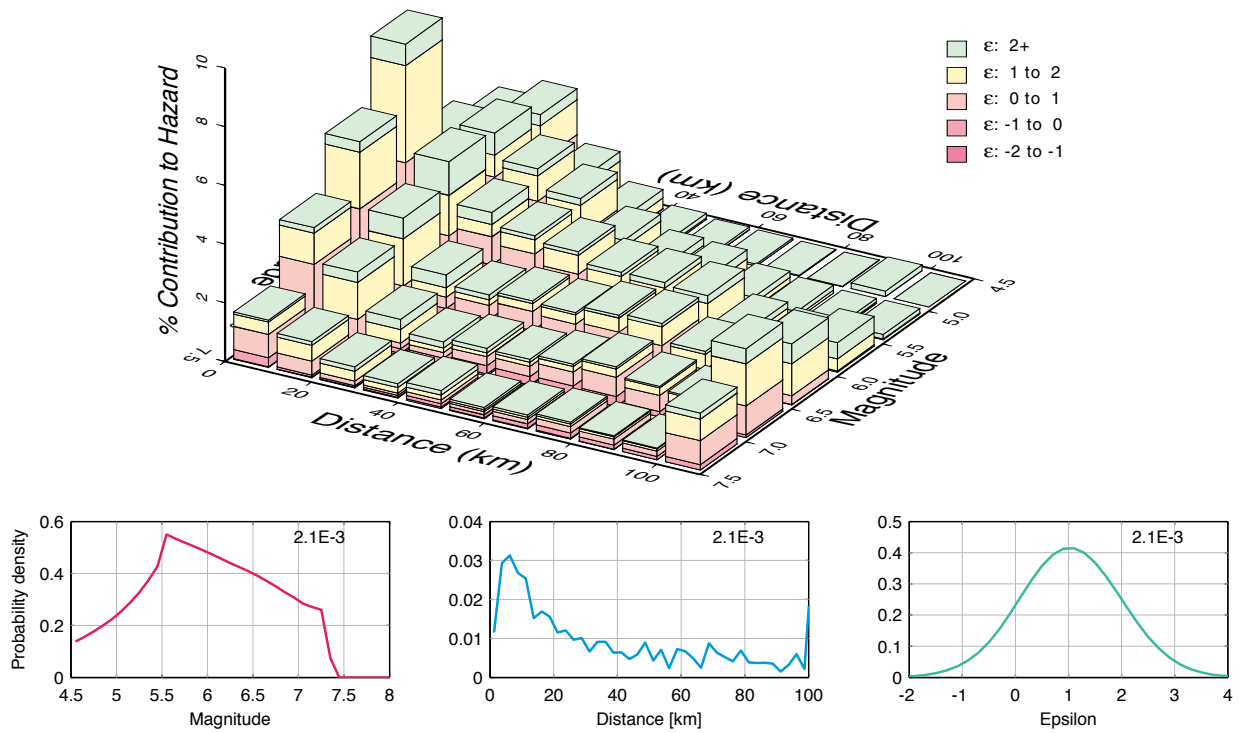 ε: 2+
ε: 1 to 2
ε: 0 to 1
ε: -1 to 0
ε: -2 to -1
% Contribution to Hazard
10
8
6
4
2
0
7.5
20
40
60
80
100
Distance (km)
40
60
80
100
Distance (km)
4.5
5.0
5.5
6.0
6.5
7.0
7.5
Magnitude
Probability density
0.6
0.4
0.2
0
4.5 5 5.5 6 6.5 7 7.5 8
Magnitude
2.1E-3
0.04
0.03
0.02
0.01
0
0 20 40 60 80 100
Distance [km]
2.1E-3
0.5
0.4
0.3
0.2
0.1
0
-2 -1 0 1 2 3 4
Epsilon
2.1E-3